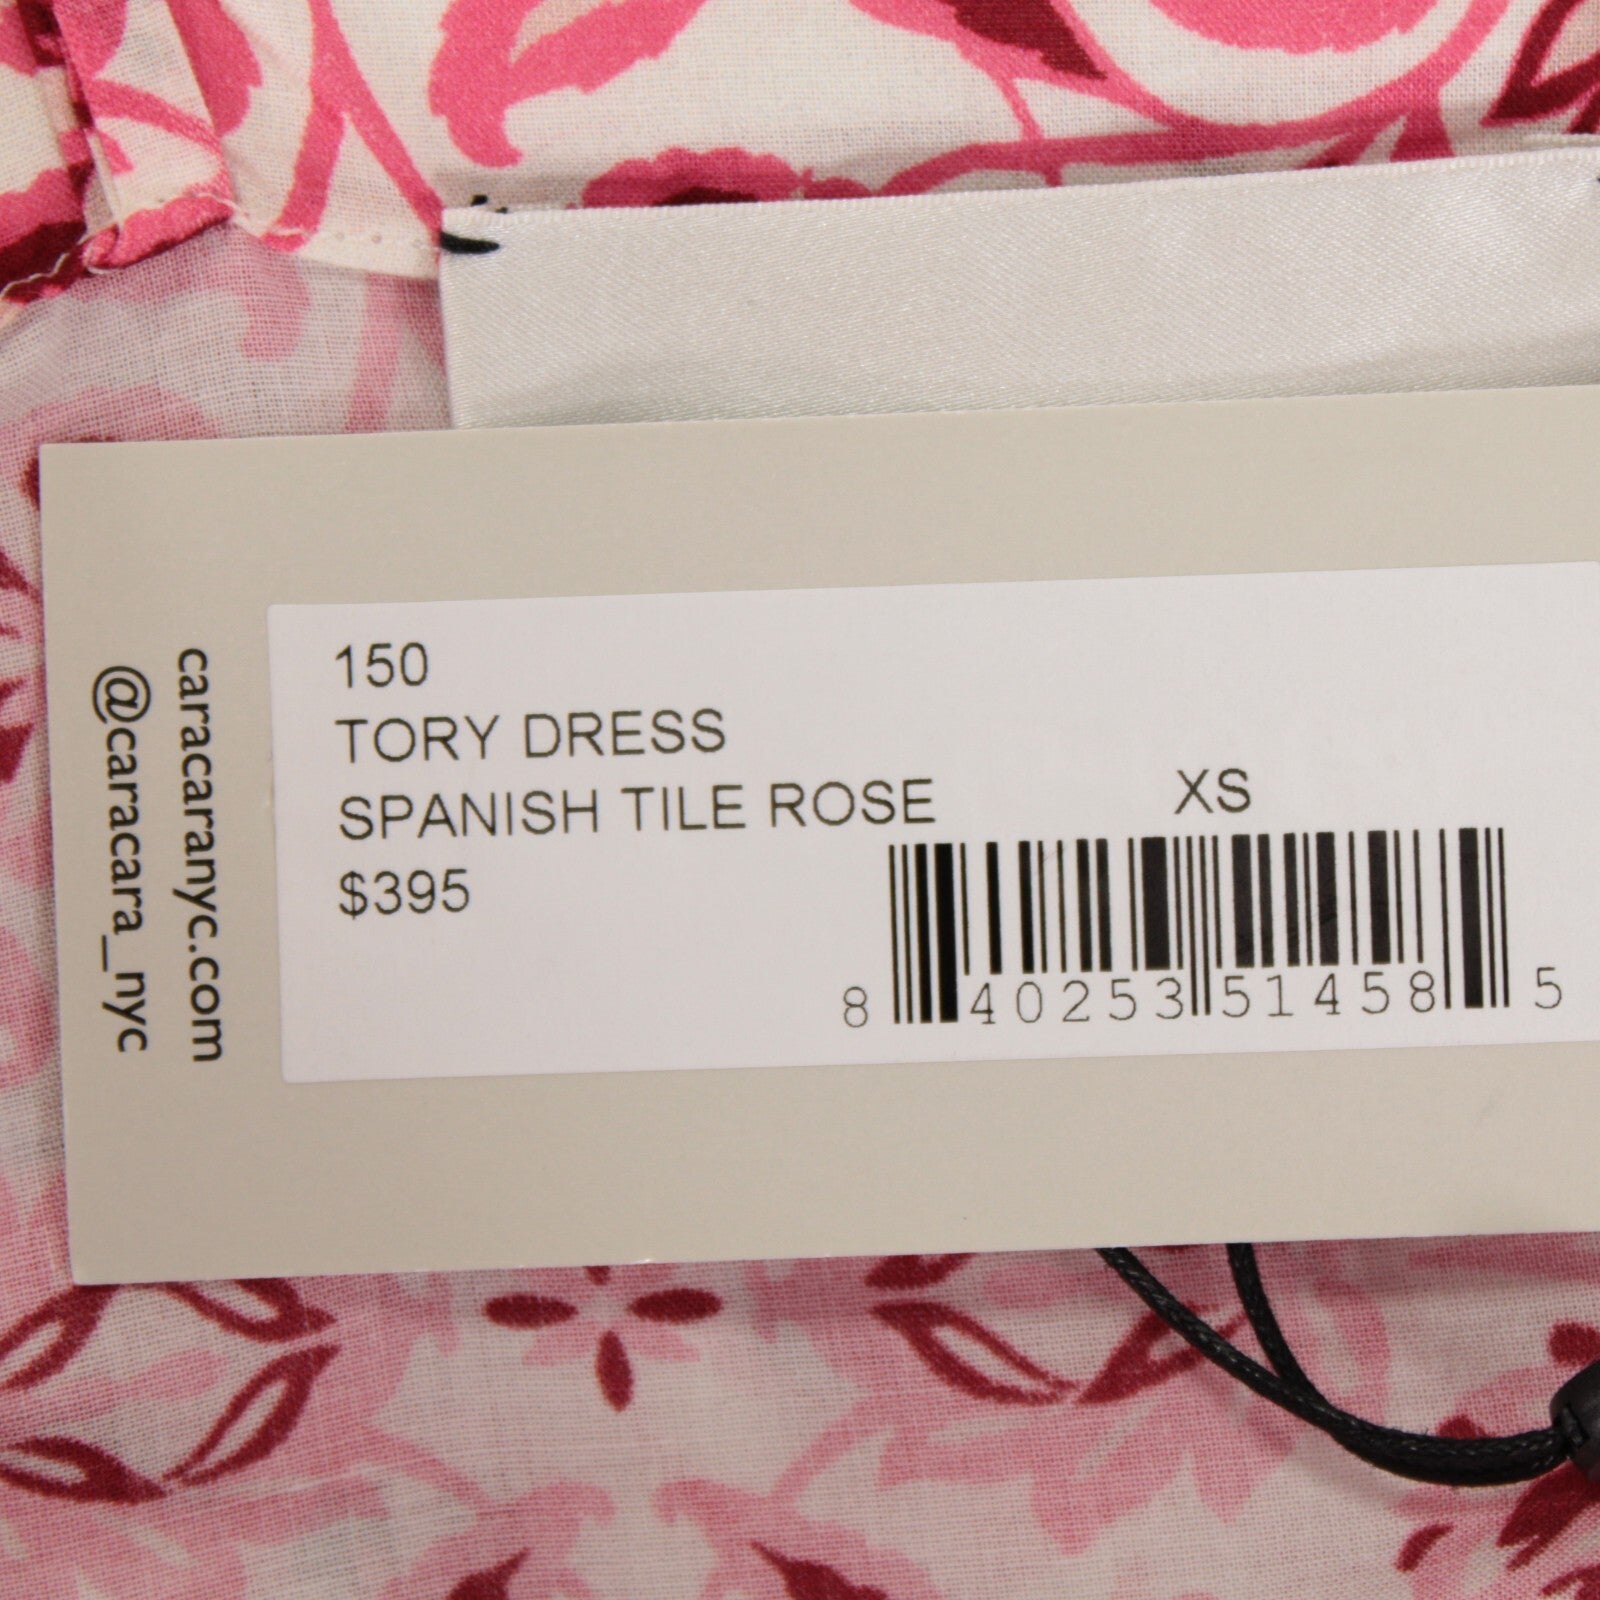 150
TORY DRESS
SPANISH TILE ROSE XS
$395
8 40253 51458 5
caracaranyc.com
@caracara_nyc